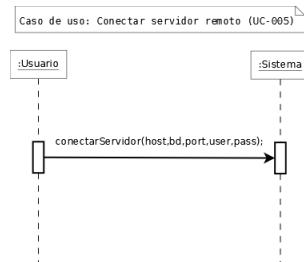 Caso de uso: Conectar servidor remoto (UC-005)
:Usuario
:Sistema
conectarServidor(host,bd,port,user,pass);